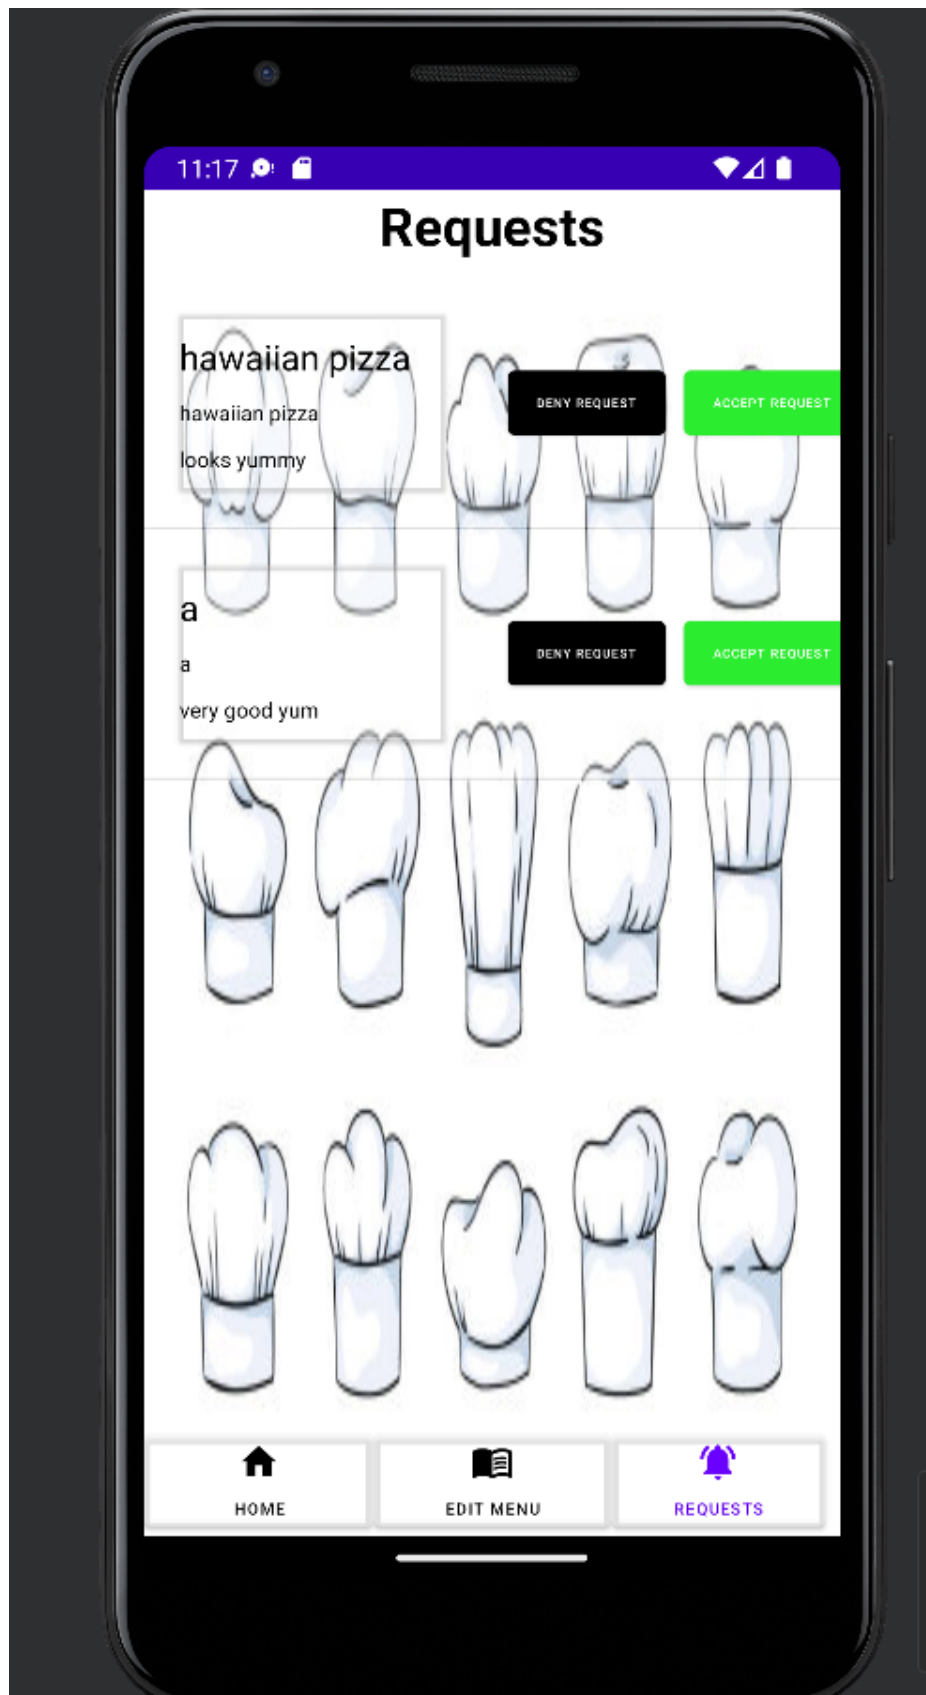 11:17
Requests
hawaiian pizza
hawaiian pizza
looks yummy
DENY REQUEST
ACCEPT REQUEST
a
a
very good yum
DENY REQUEST
ACCEPT REQUEST
HOME
EDIT MENU
REQUESTS